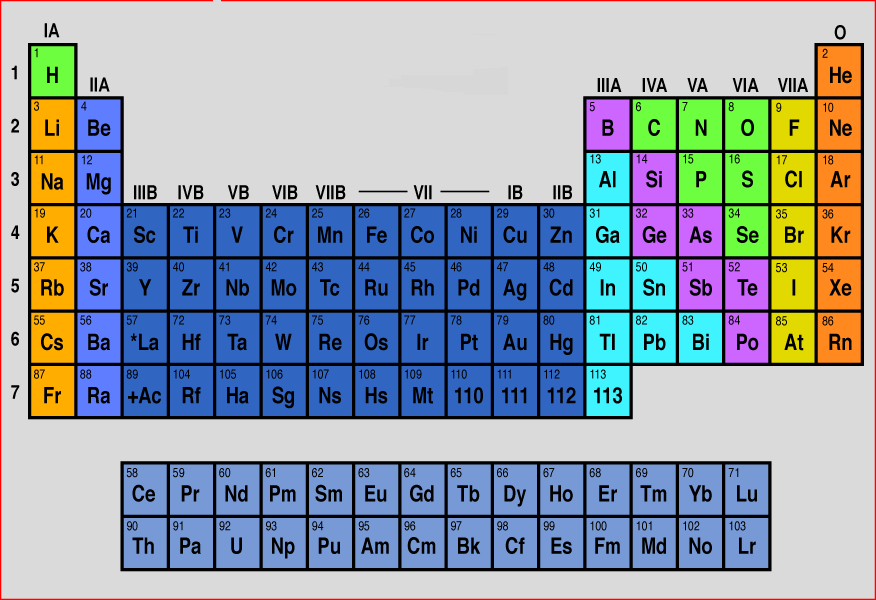 IA O
1 2
1 H He
IIA IIIA IVA VA VIA VIIA
3 4 5 6 7 8 9 10
2 Li Be B C N O F Ne
11 12 13 14 15 16 17 18
3 Na Mg IIIB IVB VB VIB VIIB VII IB IIB Al Si P S Cl Ar
19 20 21 22 23 24 25 26 27 28 29 30 31 32 33 34 35 36
4 K Ca Sc Ti V Cr Mn Fe Co Ni Cu Zn Ga Ge As Se Br Kr
37 38 39 40 41 42 43 44 45 46 47 48 49 50 51 52 53 54
5 Rb Sr Y Zr Nb Mo Tc Ru Rh Pd Ag Cd In Sn Sb Te I Xe
55 56 57 72 73 74 75 76 77 78 79 80 81 82 83 84 85 86
6 Cs Ba *La Hf Ta W Re Os Ir Pt Au Hg Tl Pb Bi Po At Rn
87 88 89 104 105 106 107 108 109 110 111 112 113
7 Fr Ra +Ac Rf Ha Sg Ns Hs Mt 110 111 112 113
58 59 60 61 62 63 64 65 66 67 68 69 70 71
Ce Pr Nd Pm Sm Eu Gd Tb Dy Ho Er Tm Yb Lu
90 91 92 93 94 95 96 97 98 99 100 101 102 103
Th Pa U Np Pu Am Cm Bk Cf Es Fm Md No Lr